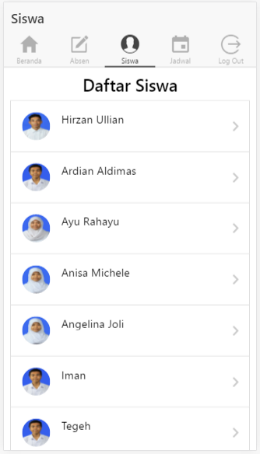 Siswa
Beranda
Absen
Siswa
Jadwal
Log Out
Daftar Siswa
Hirzan Ullian
Ardian Aldimas
Ayu Rahayu
Anisa Michele
Angelina Joli
Iman
Tegeh